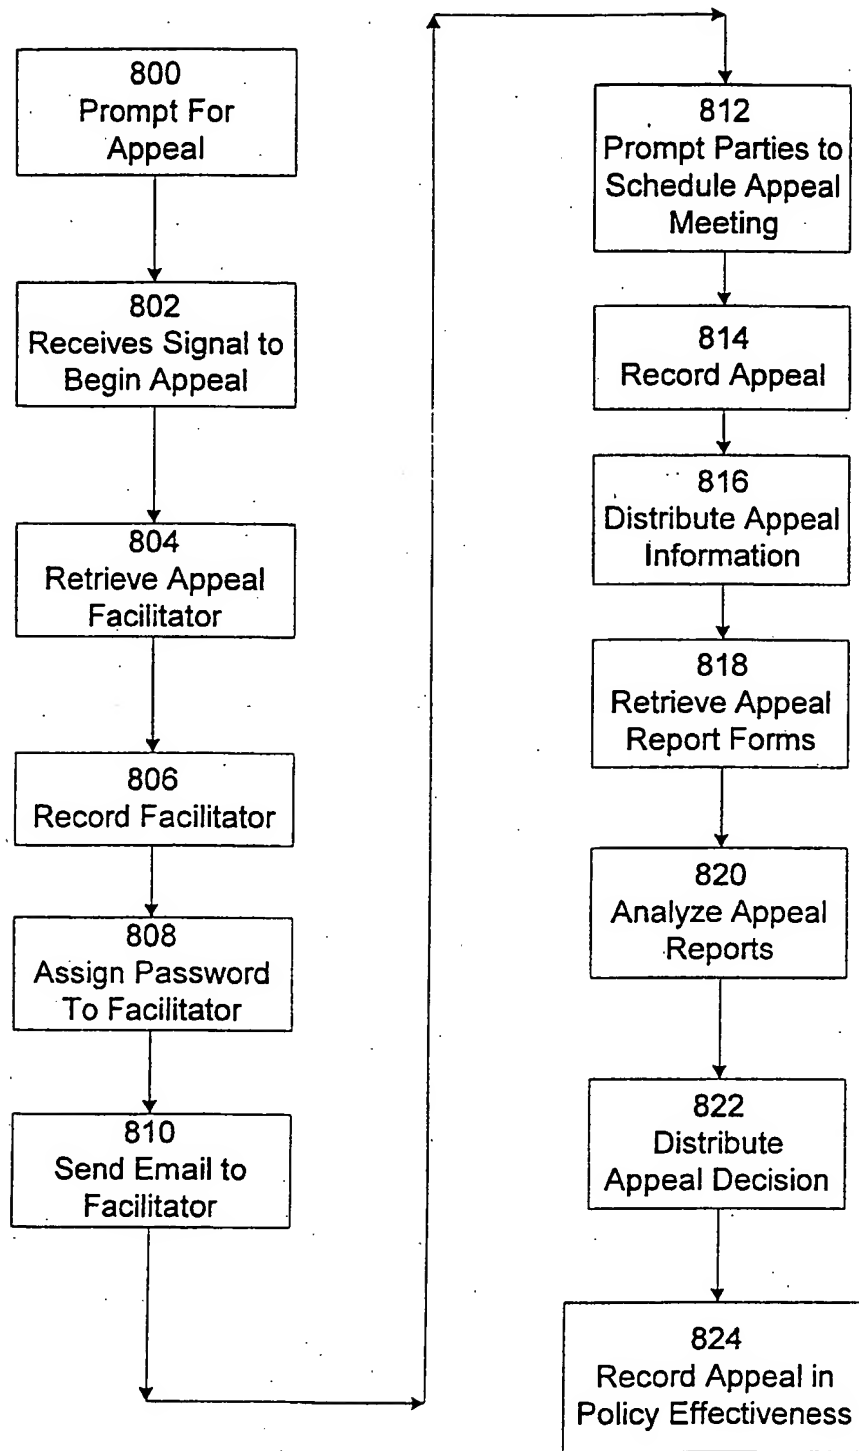 800
Prompt For
Appeal
802
Receives Signal to
Begin Appeal
804
Retrieve Appeal
Facilitator
806
Record Facilitator
808
Assign Password
To Facilitator
810
Send Email to
Facilitator
812
Prompt Parties to
Schedule Appeal
Meeting
814
Record Appeal
816
Distribute Appeal
Information
818
Retrieve Appeal
Report Forms
820
Analyze Appeal
Reports
822
Distribute
Appeal Decision
824
Record Appeal in
Policy Effectiveness